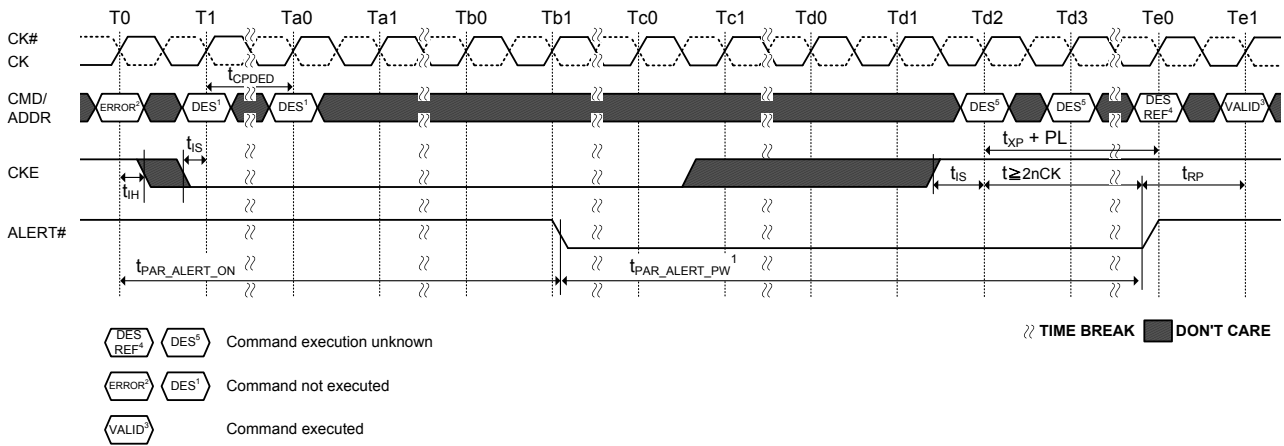 T0 T1 Ta0 Ta1 Tb0 Tb1 Tc0 Tc1 Td0 Td1 Td2 Td3 Te0 Te1
CK#
CK
tCPDED
CMD/
ADDR
ERROR² DES¹ DES¹ DES⁵ DES⁵ DES REF⁴ VALID³
tIS
tXP + PL
CKE
tIH
tIS
t≧2nCK
tRP
ALERT#
tPAR_ALERT_ON
tPAR_ALERT_PW¹
DES REF⁴ DES⁵ Command execution unknown
TIME BREAK DON'T CARE
ERROR² DES¹ Command not executed
VALID³ Command executed